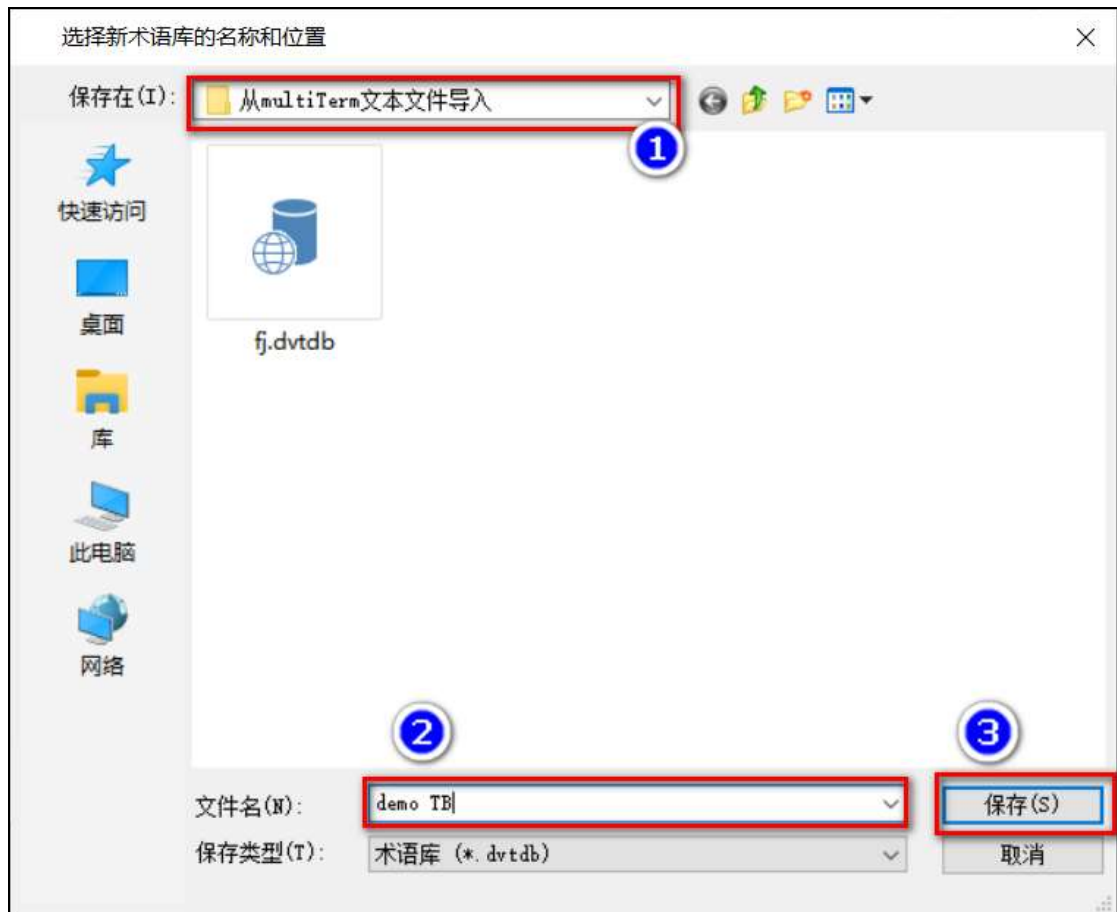 选择新术语库的名称和位置
保存在(I):
从multiTerm文本文件导入
1
快速访问
桌面
库
此电脑
网络
fj.dvtdb
2
3
文件名(N):
demo TB
保存(S)
保存类型(T):
术语库 (*.dvtdb)
取消